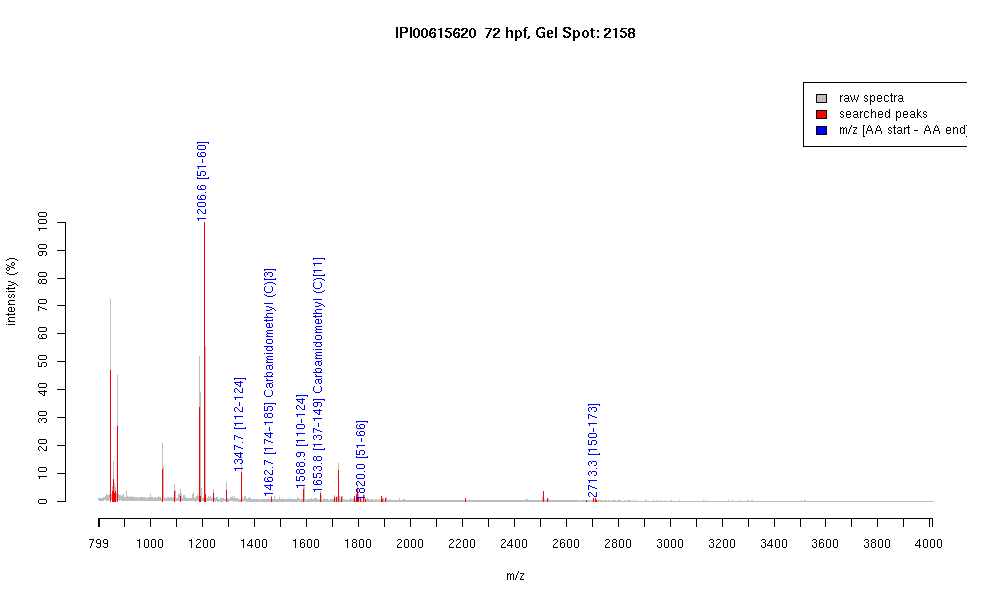 IPI00615620 72 hpf, Gel Spot: 2158
raw spectra
searched peaks
m/z [AA start - AA end]
intensity (%)
100
90
80
70
60
50
40
30
20
10
0
1206.6 [51-60]
1347.7 [112-124]
1462.7 [174-185] Carbamidomethyl (C)[3]
1588.9 [110-124]
1653.8 [137-149] Carbamidomethyl (C)[11]
1820.0 [51-66]
2713.3 [150-173]
799 1000 1200 1400 1600 1800 2000 2200 2400 2600 2800 3000 3200 3400 3600 3800 4000
m/z